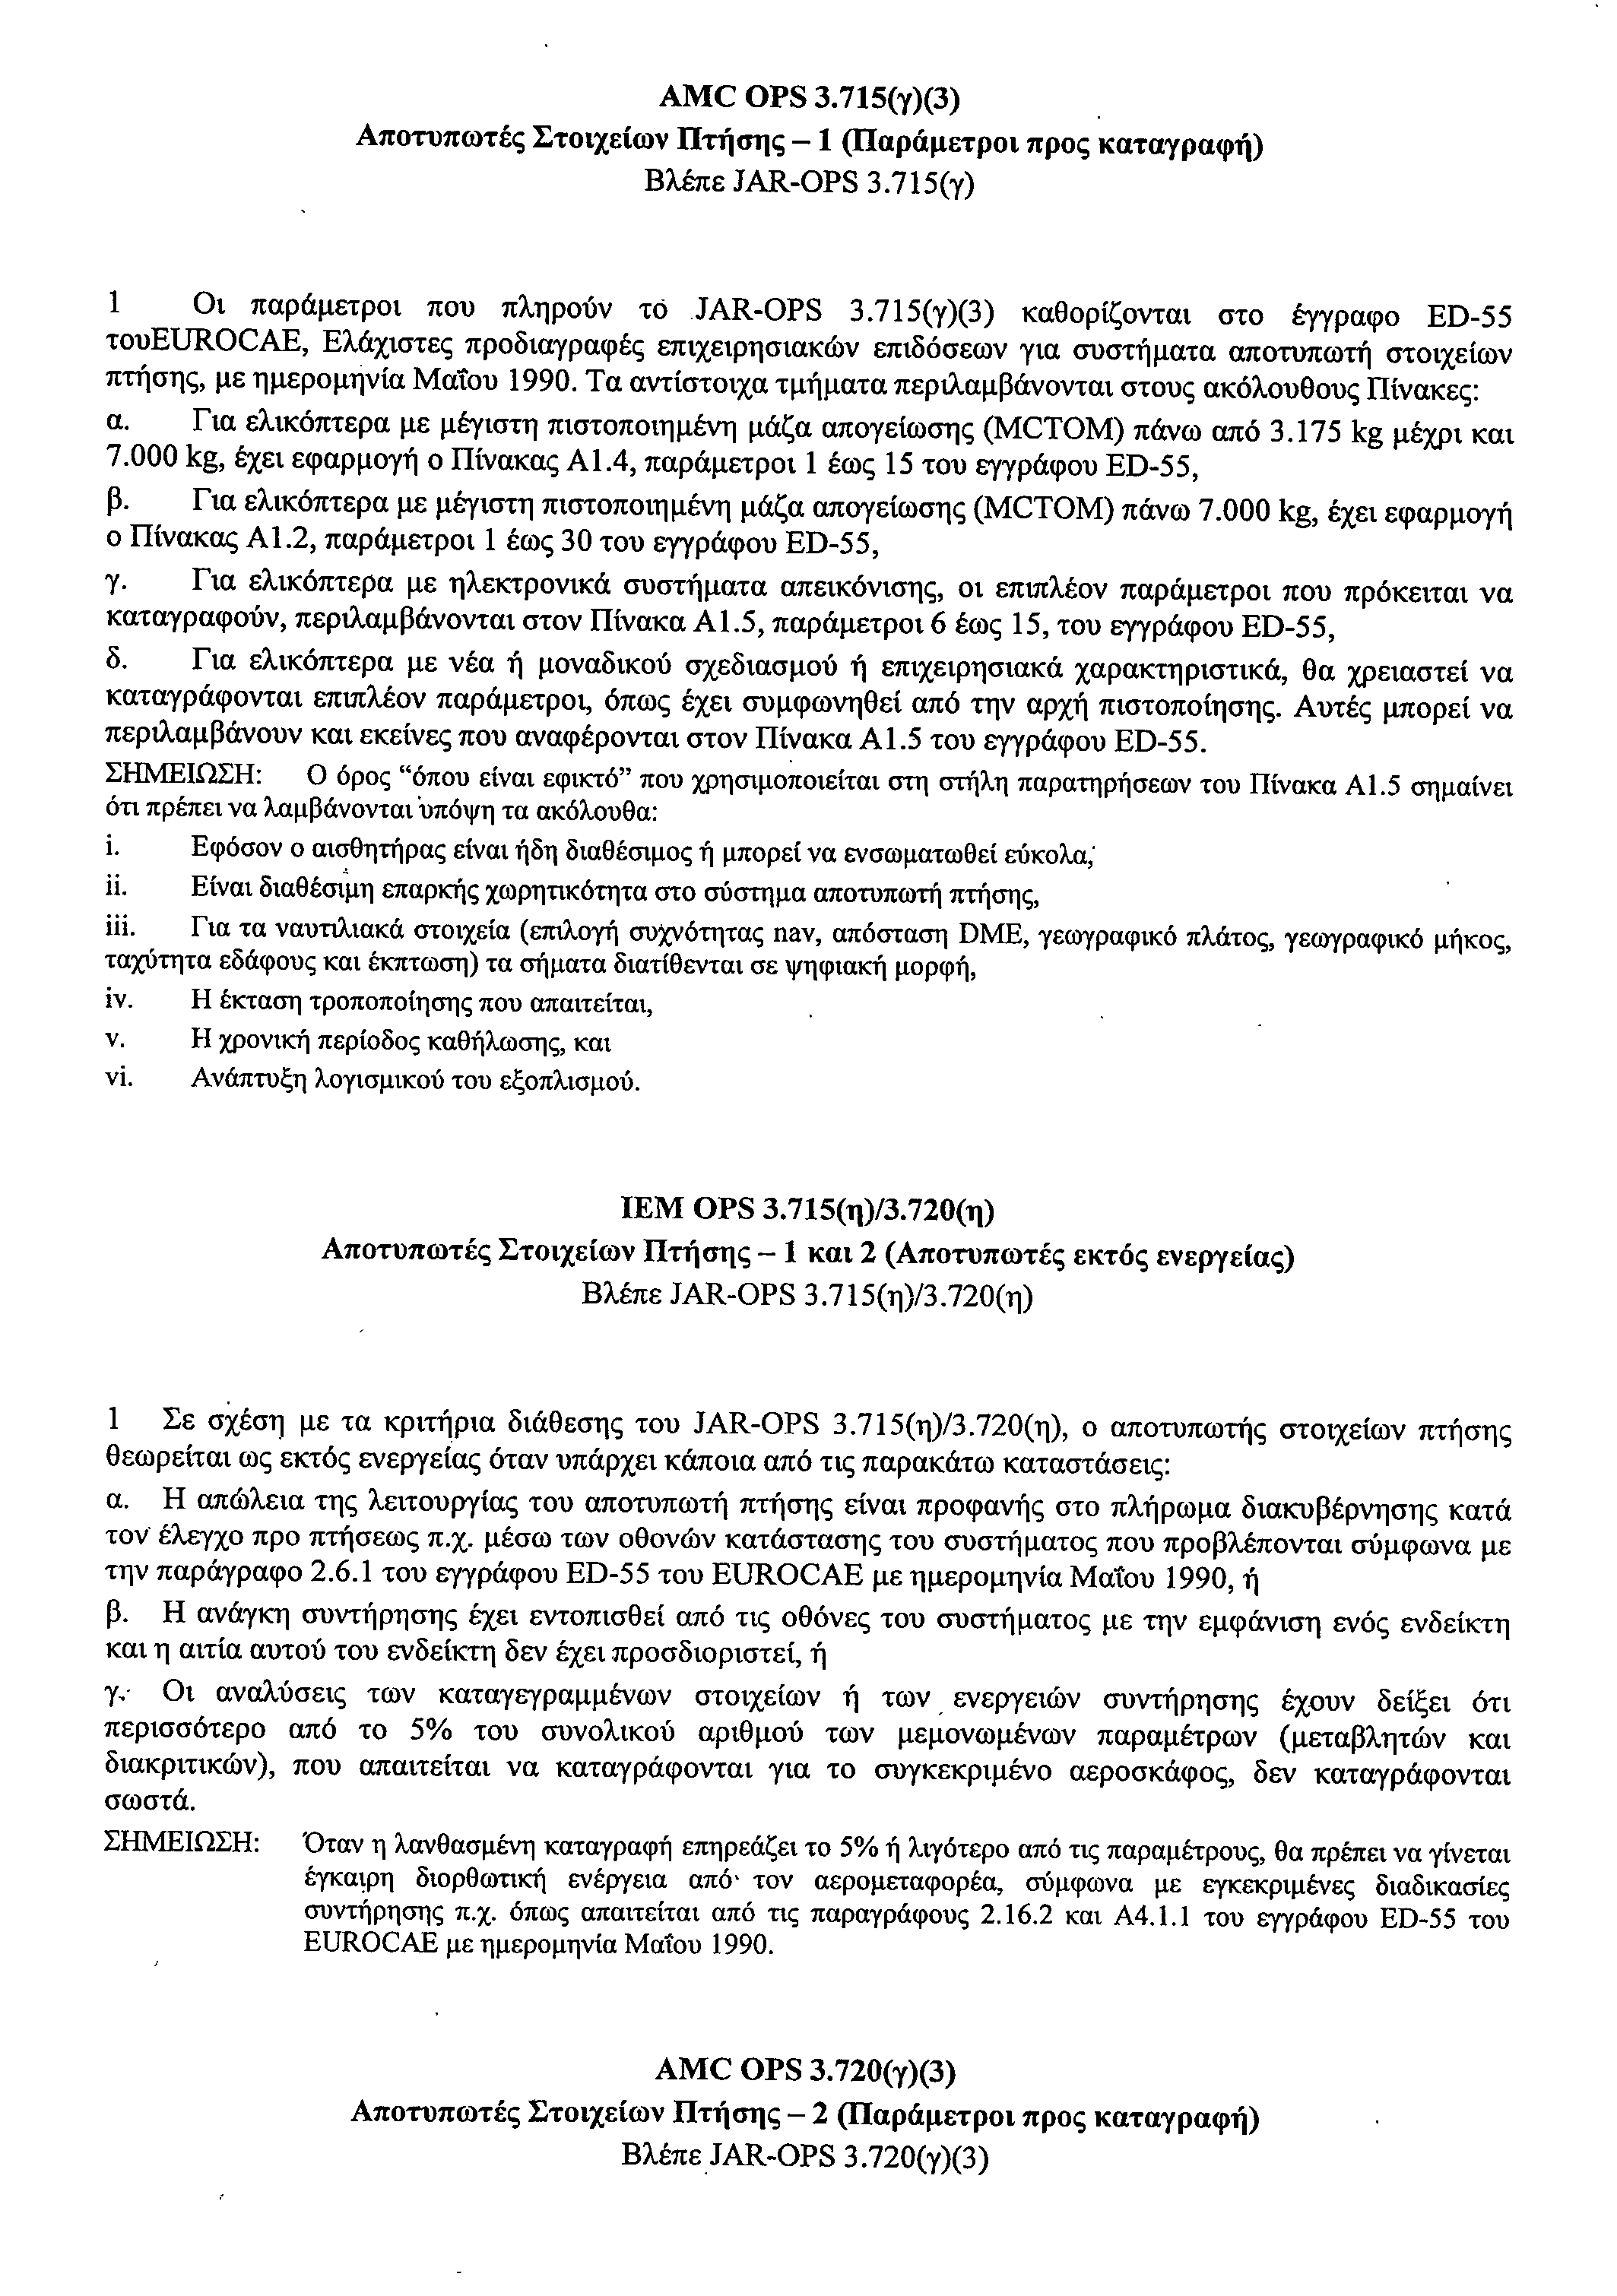 AMC OPS 3.715(γ)(3)
Αποτυπωτές Στοιχείων Πτήσης – 1 (Παράμετροι προς καταγραφή)
Βλέπε JAR-OPS 3.715(γ)
1 Οι παράμετροι που πληρούν το JAR-OPS 3.715(γ)(3) καθορίζονται στο έγγραφο ED-55
τουEUROCAE, Ελάχιστες προδιαγραφές επιχειρησιακών επιδόσεων για συστήματα αποτυπωτή στοιχείων
πτήσης, με ημερομηνία Μαΐου 1990. Τα αντίστοιχα τμήματα περιλαμβάνονται στους ακόλουθους Πίνακες:
α. Για ελικόπτερα με μέγιστη πιστοποιημένη μάζα απογείωσης (MCTOM) πάνω από 3.175 kg μέχρι και
7.000 kg, έχει εφαρμογή ο Πίνακας Α1.4, παράμετροι 1 έως 15 του εγγράφου ED-55,
β. Για ελικόπτερα με μέγιστη πιστοποιημένη μάζα απογείωσης (MCTOM) πάνω 7.000 kg, έχει εφαρμογή
ο Πίνακας Α1.2, παράμετροι 1 έως 30 του εγγράφου ED-55,
γ. Για ελικόπτερα με ηλεκτρονικά συστήματα απεικόνισης, οι επιπλέον παράμετροι που πρόκειται να
καταγραφούν, περιλαμβάνονται στον Πίνακα Α1.5, παράμετροι 6 έως 15, του εγγράφου ED-55,
δ. Για ελικόπτερα με νέα ή μοναδικού σχεδιασμού ή επιχειρησιακά χαρακτηριστικά, θα χρειαστεί να
καταγράφονται επιπλέον παράμετροι, όπως έχει συμφωνηθεί από την αρχή πιστοποίησης. Αυτές μπορεί να
περιλαμβάνουν και εκείνες που αναφέρονται στον Πίνακα Α1.5 του εγγράφου ED-55.
ΣΗΜΕΙΩΣΗ: Ο όρος “όπου είναι εφικτό” που χρησιμοποιείται στη στήλη παρατηρήσεων του Πίνακα Α1.5 σημαίνει
ότι πρέπει να λαμβάνονται υπόψη τα ακόλουθα:
i. Εφόσον ο αισθητήρας είναι ήδη διαθέσιμος ή μπορεί να ενσωματωθεί εύκολα,
ii. Είναι διαθέσιμη επαρκής χωρητικότητα στο σύστημα αποτυπωτή πτήσης,
iii. Για τα ναυτιλιακά στοιχεία (επιλογή συχνότητας nav, απόσταση DME, γεωγραφικό πλάτος, γεωγραφικό μήκος,
ταχύτητα εδάφους και έκπτωση) τα σήματα διατίθενται σε ψηφιακή μορφή,
iv. Η έκταση τροποποίησης που απαιτείται,
v. Η χρονική περίοδος καθήλωσης, και
vi. Ανάπτυξη λογισμικού του εξοπλισμού.
IEM OPS 3.715(η)/3.720(η)
Αποτυπωτές Στοιχείων Πτήσης – 1 και 2 (Αποτυπωτές εκτός ενεργείας)
Βλέπε JAR-OPS 3.715(η)/3.720(η)
1 Σε σχέση με τα κριτήρια διάθεσης του JAR-OPS 3.715(η)/3.720(η), ο αποτυπωτής στοιχείων πτήσης
θεωρείται ως εκτός ενεργείας όταν υπάρχει κάποια από τις παρακάτω καταστάσεις:
α. Η απώλεια της λειτουργίας του αποτυπωτή πτήσης είναι προφανής στο πλήρωμα διακυβέρνησης κατά
τον έλεγχο προ πτήσεως π.χ. μέσω των οθονών κατάστασης του συστήματος που προβλέπονται σύμφωνα με
την παράγραφο 2.6.1 του εγγράφου ED-55 του EUROCAE με ημερομηνία Μαΐου 1990, ή
β. Η ανάγκη συντήρησης έχει εντοπισθεί από τις οθόνες του συστήματος με την εμφάνιση ενός ενδείκτη
και η αιτία αυτού του ενδείκτη δεν έχει προσδιοριστεί, ή
γ. Οι αναλύσεις των καταγεγραμμένων στοιχείων ή των ενεργειών συντήρησης έχουν δείξει ότι
περισσότερο από το 5% του συνολικού αριθμού των μεμονωμένων παραμέτρων (μεταβλητών και
διακριτικών), που απαιτείται να καταγράφονται για το συγκεκριμένο αεροσκάφος, δεν καταγράφονται
σωστά.
ΣΗΜΕΙΩΣΗ: Όταν η λανθασμένη καταγραφή επηρεάζει το 5% ή λιγότερο από τις παραμέτρους, θα πρέπει να γίνεται
έγκαιρη διορθωτική ενέργεια από τον αερομεταφορέα, σύμφωνα με εγκεκριμένες διαδικασίες
συντήρησης π.χ. όπως απαιτείται από τις παραγράφους 2.16.2 και Α4.1.1 του εγγράφου ED-55 του
EUROCAE με ημερομηνία Μαΐου 1990.
AMC OPS 3.720(γ)(3)
Αποτυπωτές Στοιχείων Πτήσης – 2 (Παράμετροι προς καταγραφή)
Βλέπε JAR-OPS 3.720(γ)(3)